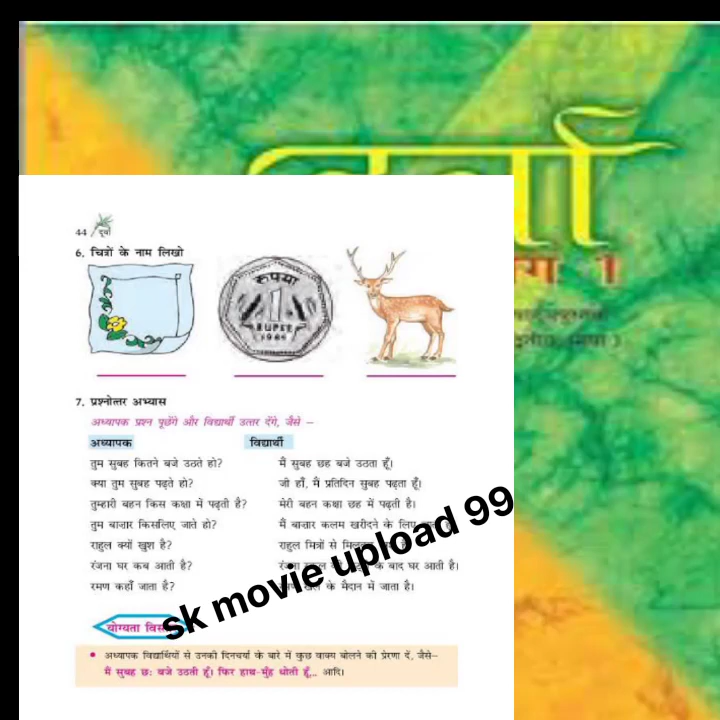 44 दूर्वा
6. चित्रों के नाम लिखो
रुपया
1
RUPEE
7. प्रश्नोत्तर अभ्यास
अध्यापक प्रश्न पूछेंगे और विद्यार्थी उत्तर देंगे, जैसे –
अध्यापक विद्यार्थी
तुम सुबह कितने बजे उठते हो? मैं सुबह छह बजे उठता हूँ।
क्या तुम सुबह पढ़ते हो? जी हाँ, मैं प्रतिदिन सुबह पढ़ता हूँ।
तुम्हारी बहन किस कक्षा में पढ़ती है? मेरी बहन कक्षा छह में पढ़ती है।
तुम बाज़ार किसलिए जाते हो? मैं बाज़ार कलम खरीदने के लिए
राहुल क्यों खुश है? राहुल मित्रों से
रंजना घर कब आती है? के बाद घर आती है।
रमण कहाँ जाता है? के मैदान में जाता है।
sk movie upload 99
योग्यता
• अध्यापक विद्यार्थियों से उनकी दिनचर्या के बारे में कुछ वाक्य बोलने की प्रेरणा दें, जैसे–
मैं सुबह छः बजे उठती हूँ। फिर हाथ-मुँह धोती हूँ... आदि।